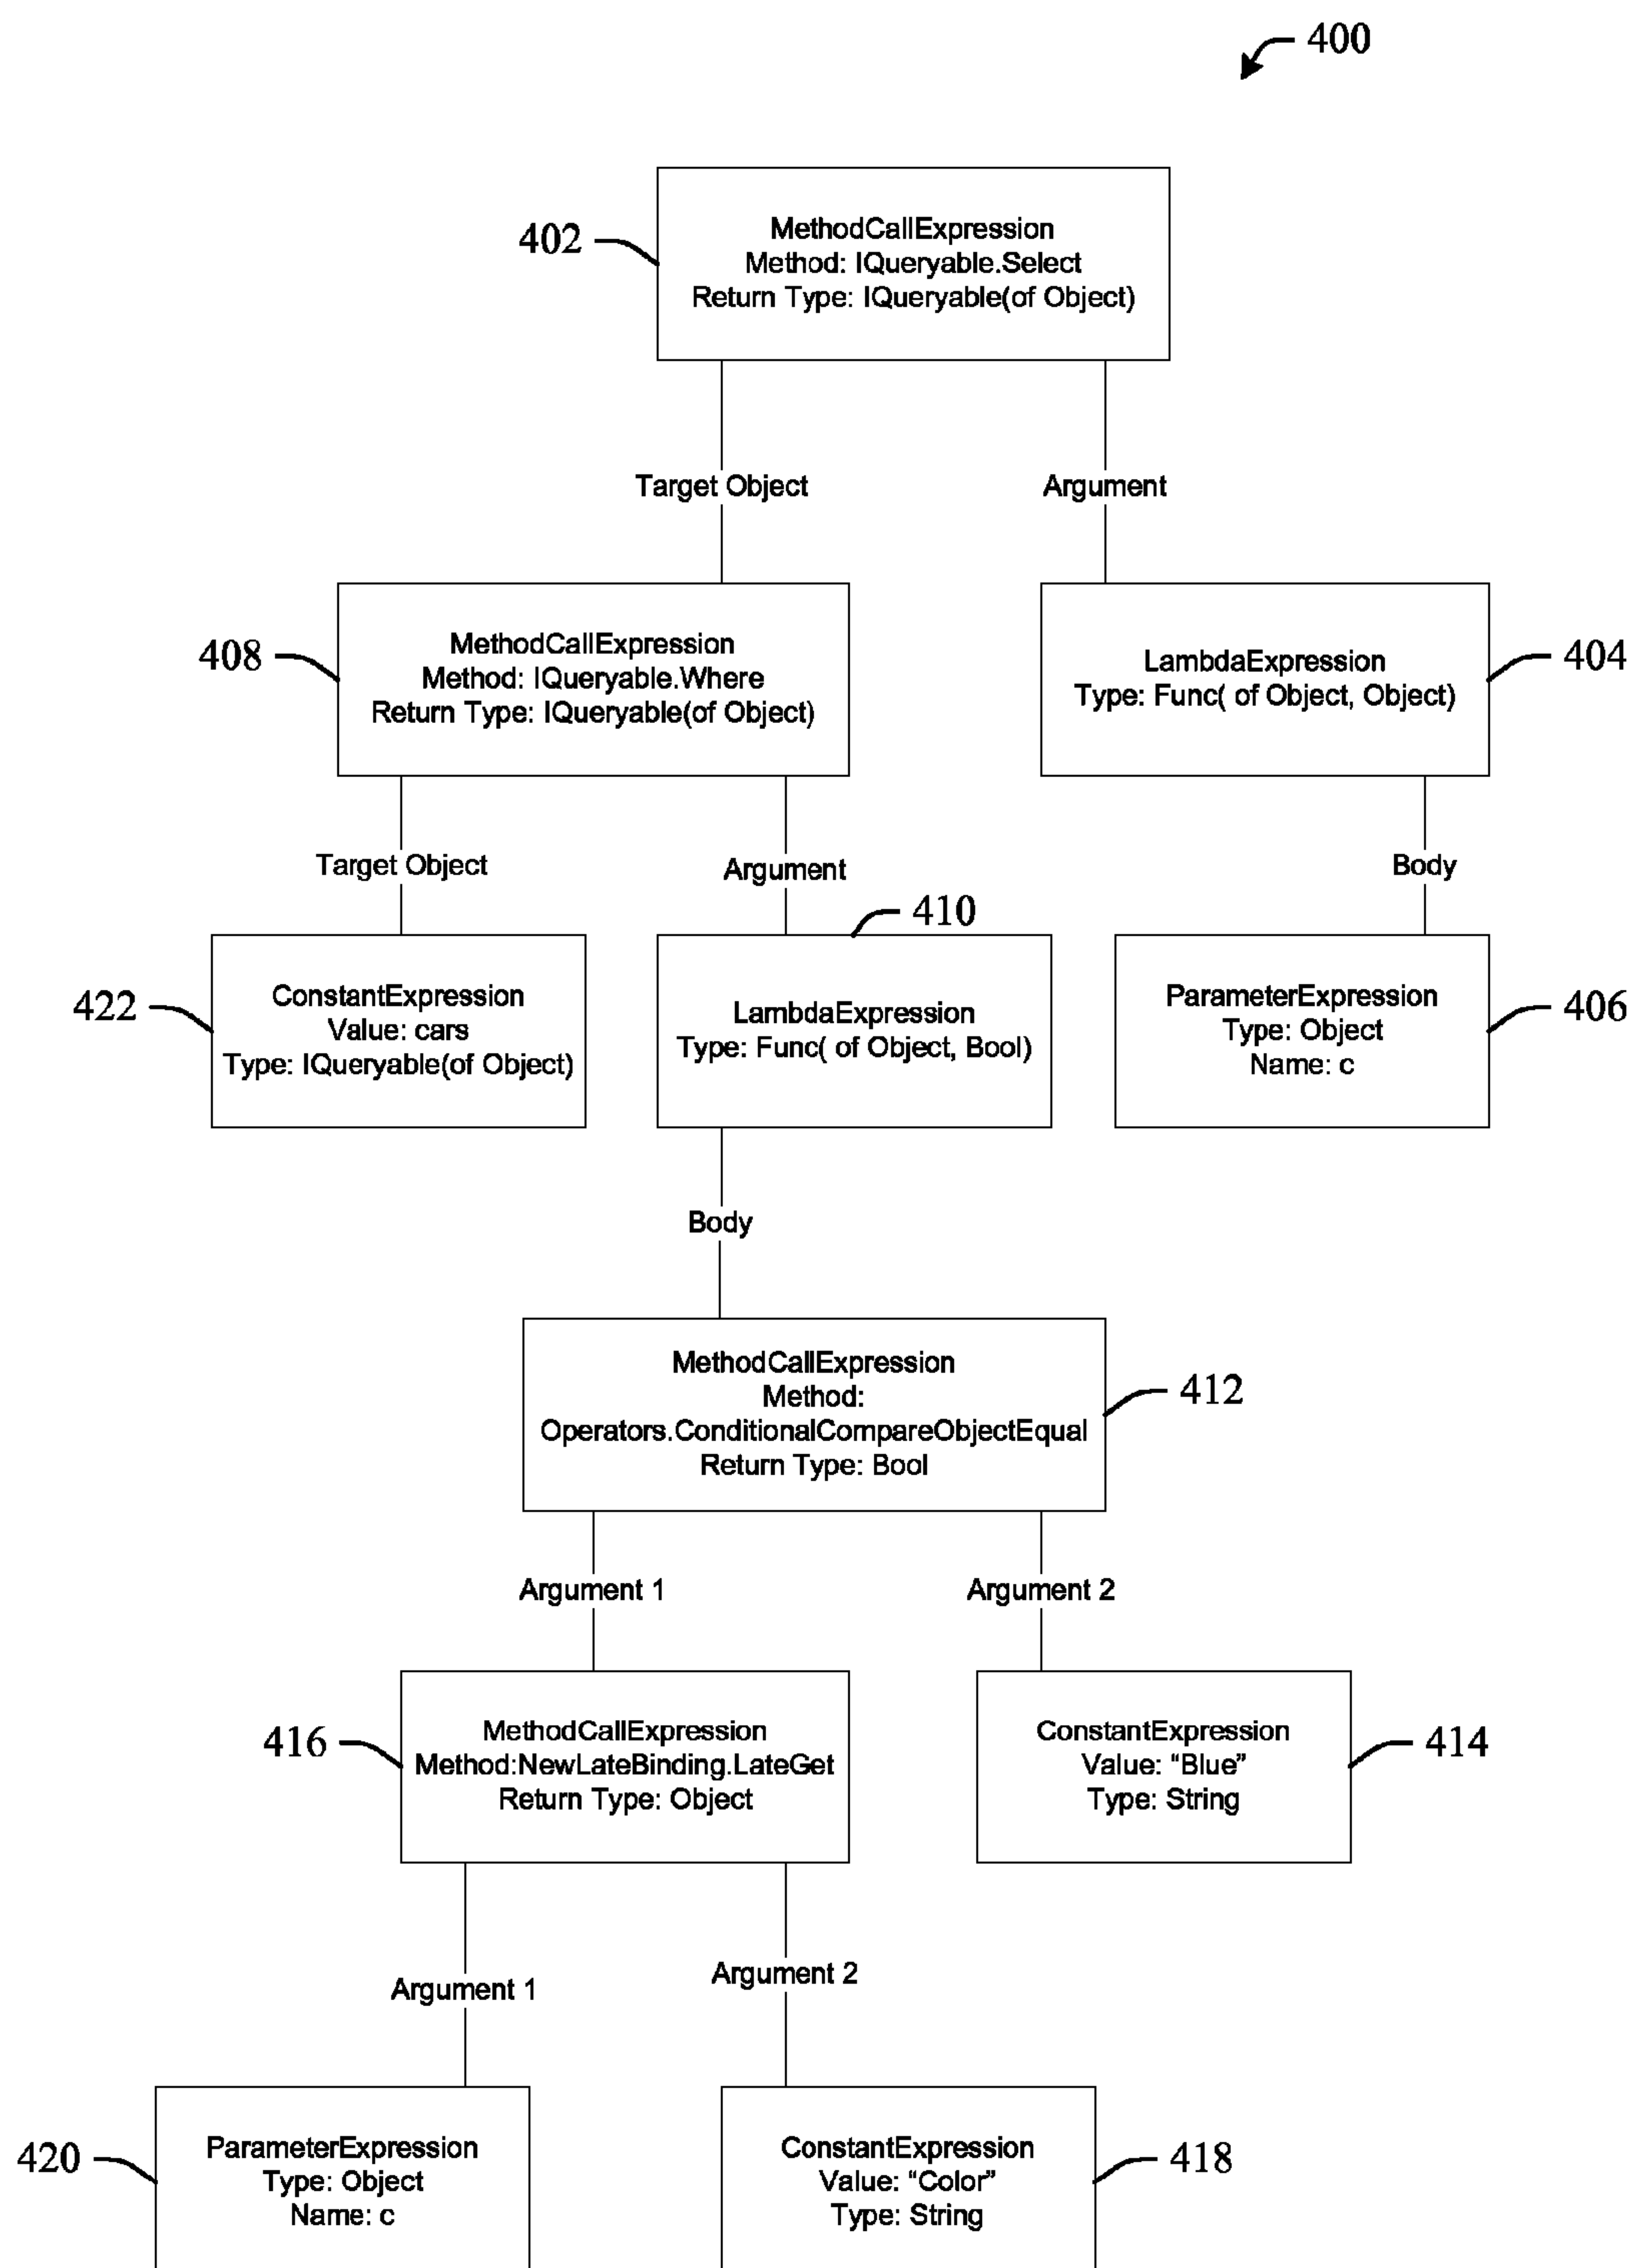 400
402
MethodCallExpression
Method: IQueryable.Select
Return Type: IQueryable(of Object)
Target Object
Argument
408
MethodCallExpression
Method: IQueryable.Where
Return Type: IQueryable(of Object)
LambdaExpression
Type: Func( of Object, Object)
404
Target Object
Argument
Body
410
422
ConstantExpression
Value: cars
Type: IQueryable(of Object)
LambdaExpression
Type: Func( of Object, Bool)
ParameterExpression
Type: Object
Name: c
406
Body
MethodCallExpression
Method:
Operators.ConditionalCompareObjectEqual
Return Type: Bool
412
Argument 1
Argument 2
416
MethodCallExpression
Method:NewLateBinding.LateGet
Return Type: Object
ConstantExpression
Value: “Blue”
Type: String
414
Argument 1
Argument 2
420
ParameterExpression
Type: Object
Name: c
ConstantExpression
Value: “Color”
Type: String
418